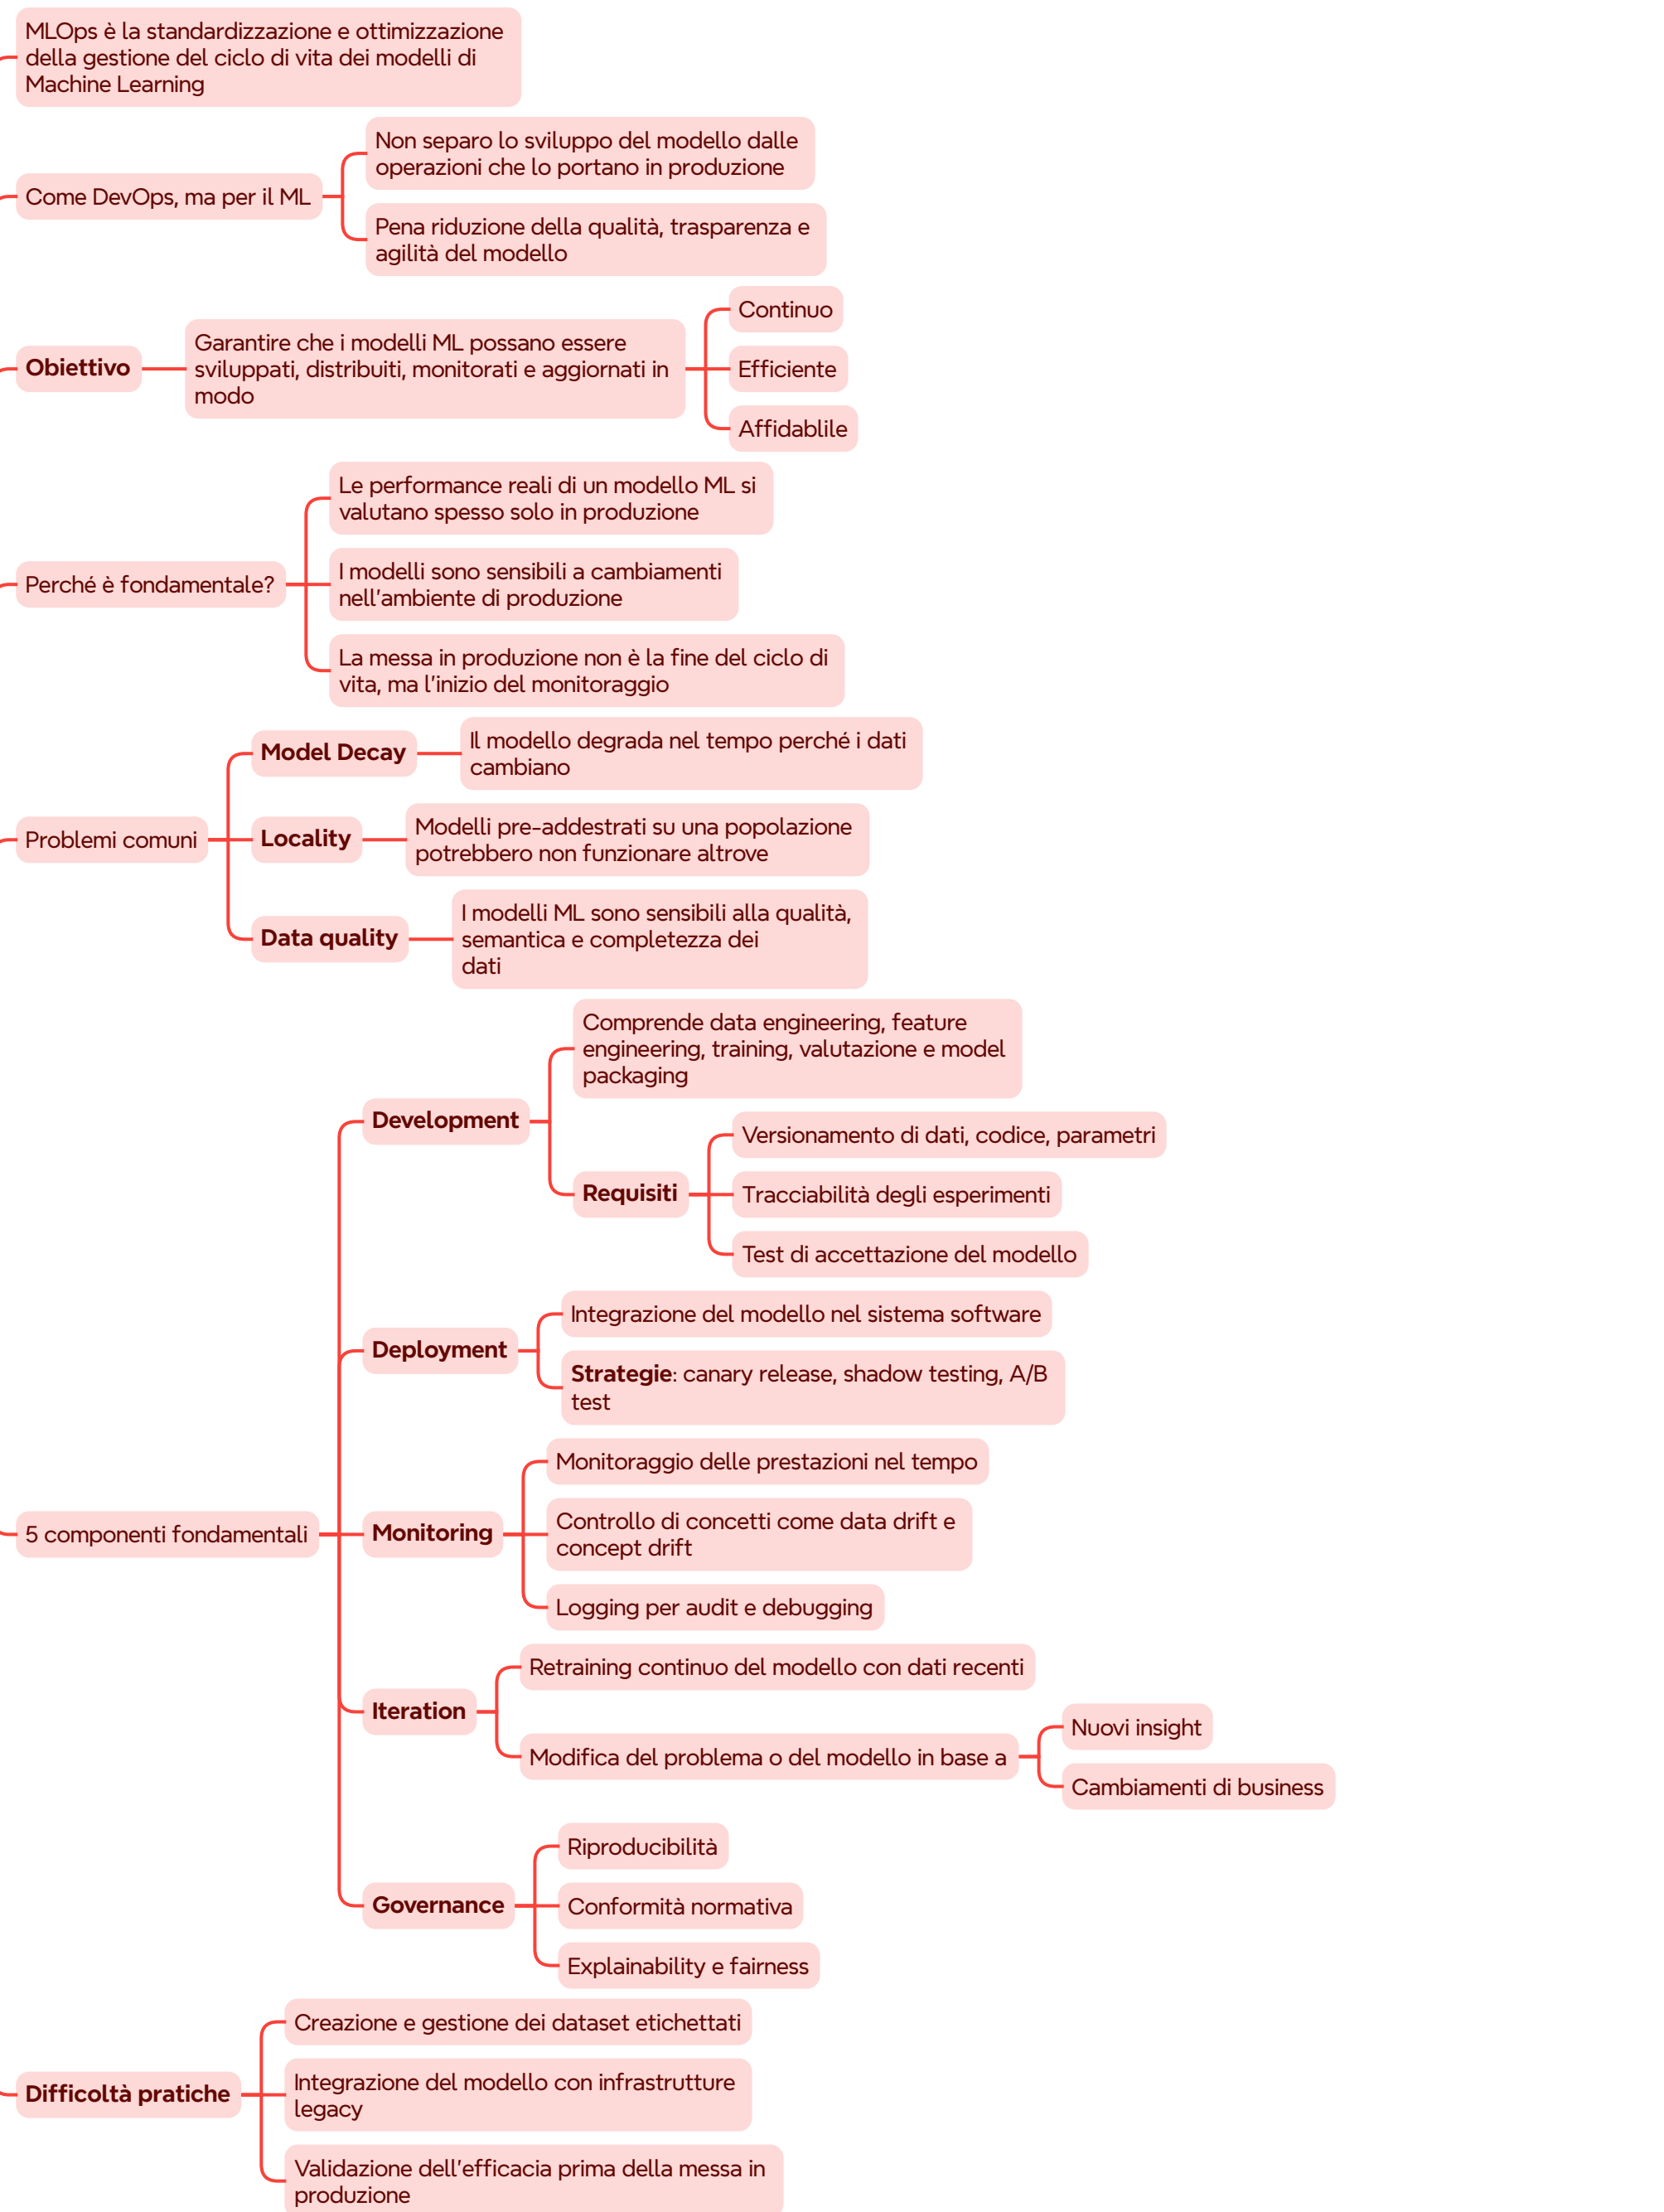 MLOps è la standardizzazione e ottimizzazione
della gestione del ciclo di vita dei modelli di
Machine Learning
Come DevOps, ma per il ML
Non separo lo sviluppo del modello dalle
operazioni che lo portano in produzione
Pena riduzione della qualità, trasparenza e
agilità del modello
Obiettivo
Garantire che i modelli ML possano essere
sviluppati, distribuiti, monitorati e aggiornati in
modo
Continuo
Efficiente
Affidablile
Perché è fondamentale?
Le performance reali di un modello ML si
valutano spesso solo in produzione
I modelli sono sensibili a cambiamenti
nell'ambiente di produzione
La messa in produzione non è la fine del ciclo di
vita, ma l'inizio del monitoraggio
Problemi comuni
Model Decay
Il modello degrada nel tempo perché i dati
cambiano
Locality
Modelli pre-addestrati su una popolazione
potrebbero non funzionare altrove
Data quality
I modelli ML sono sensibili alla qualità,
semantica e completezza dei
dati
5 componenti fondamentali
Development
Comprende data engineering, feature
engineering, training, valutazione e model
packaging
Requisiti
Versionamento di dati, codice, parametri
Tracciabilità degli esperimenti
Test di accettazione del modello
Deployment
Integrazione del modello nel sistema software
Strategie: canary release, shadow testing, A/B
test
Monitoring
Monitoraggio delle prestazioni nel tempo
Controllo di concetti come data drift e
concept drift
Logging per audit e debugging
Iteration
Retraining continuo del modello con dati recenti
Modifica del problema o del modello in base a
Nuovi insight
Cambiamenti di business
Governance
Riproducibilità
Conformità normativa
Explainability e fairness
Difficoltà pratiche
Creazione e gestione dei dataset etichettati
Integrazione del modello con infrastrutture
legacy
Validazione dell'efficacia prima della messa in
produzione